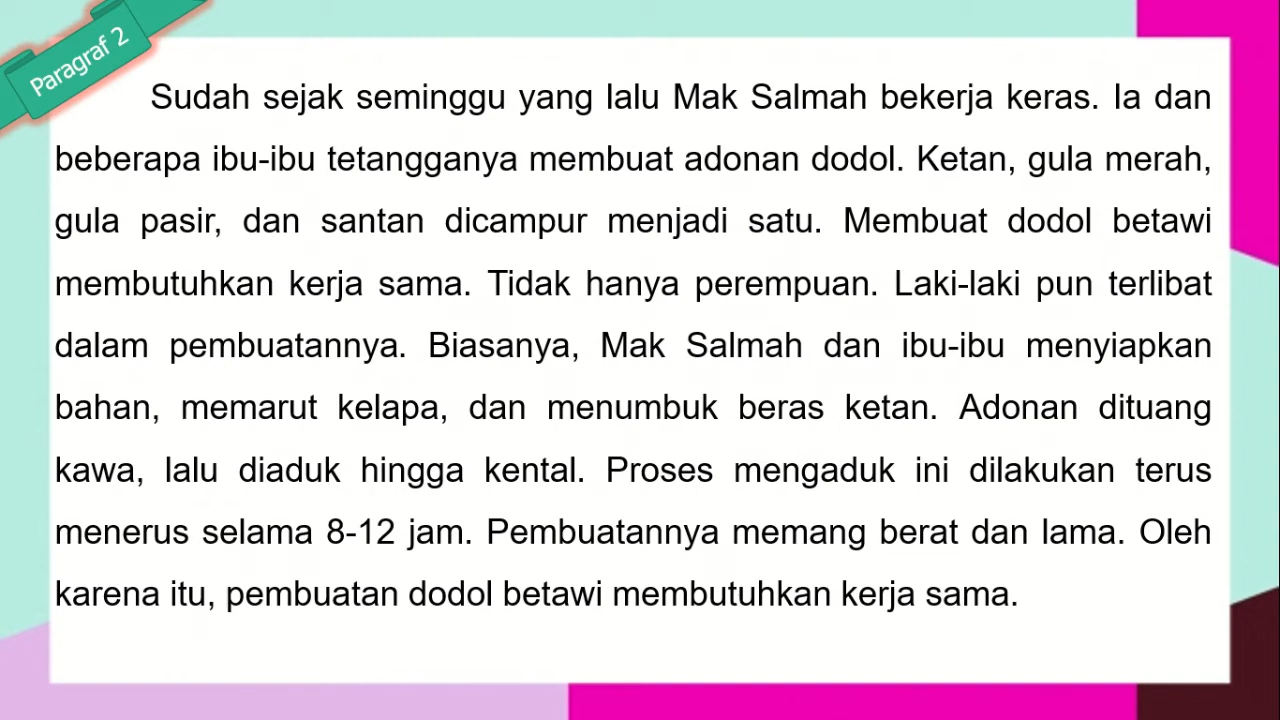 Paragraf 2
Sudah sejak seminggu yang lalu Mak Salmah bekerja keras. Ia dan
beberapa ibu-ibu tetangganya membuat adonan dodol. Ketan, gula merah,
gula pasir, dan santan dicampur menjadi satu. Membuat dodol betawi
membutuhkan kerja sama. Tidak hanya perempuan. Laki-laki pun terlibat
dalam pembuatannya. Biasanya, Mak Salmah dan ibu-ibu menyiapkan
bahan, memarut kelapa, dan menumbuk beras ketan. Adonan dituang
kawa, lalu diaduk hingga kental. Proses mengaduk ini dilakukan terus
menerus selama 8-12 jam. Pembuatannya memang berat dan lama. Oleh
karena itu, pembuatan dodol betawi membutuhkan kerja sama.